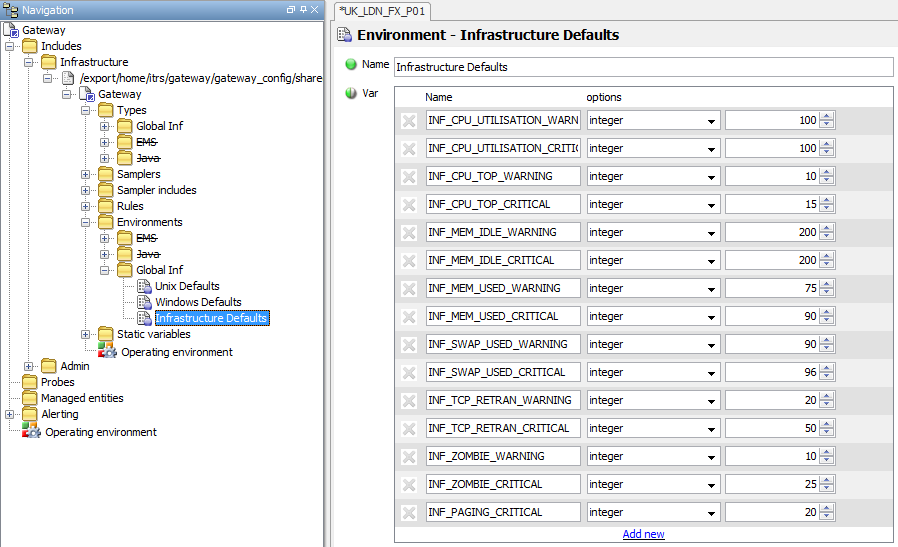 Navigation
Gateway
Includes
Infrastructure
/export/home/itrs/gateway/gateway_config/share
Gateway
Types
Global Inf
EMS
Java
Samplers
Sampler includes
Rules
Environments
EMS
Java
Global Inf
Unix Defaults
Windows Defaults
Infrastructure Defaults
Static variables
Operating environment
Admin
Probes
Managed entities
Alerting
Operating environment
*UK_LDN_FX_P01
Environment - Infrastructure Defaults
Name Infrastructure Defaults
Var
Name options
INF_CPU_UTILISATION_WARN integer 100
INF_CPU_UTILISATION_CRITIC integer 100
INF_CPU_TOP_WARNING integer 10
INF_CPU_TOP_CRITICAL integer 15
INF_MEM_IDLE_WARNING integer 200
INF_MEM_IDLE_CRITICAL integer 200
INF_MEM_USED_WARNING integer 75
INF_MEM_USED_CRITICAL integer 90
INF_SWAP_USED_WARNING integer 90
INF_SWAP_USED_CRITICAL integer 96
INF_TCP_RETRAN_WARNING integer 20
INF_TCP_RETRAN_CRITICAL integer 50
INF_ZOMBIE_WARNING integer 10
INF_ZOMBIE_CRITICAL integer 25
INF_PAGING_CRITICAL integer 20
Add new